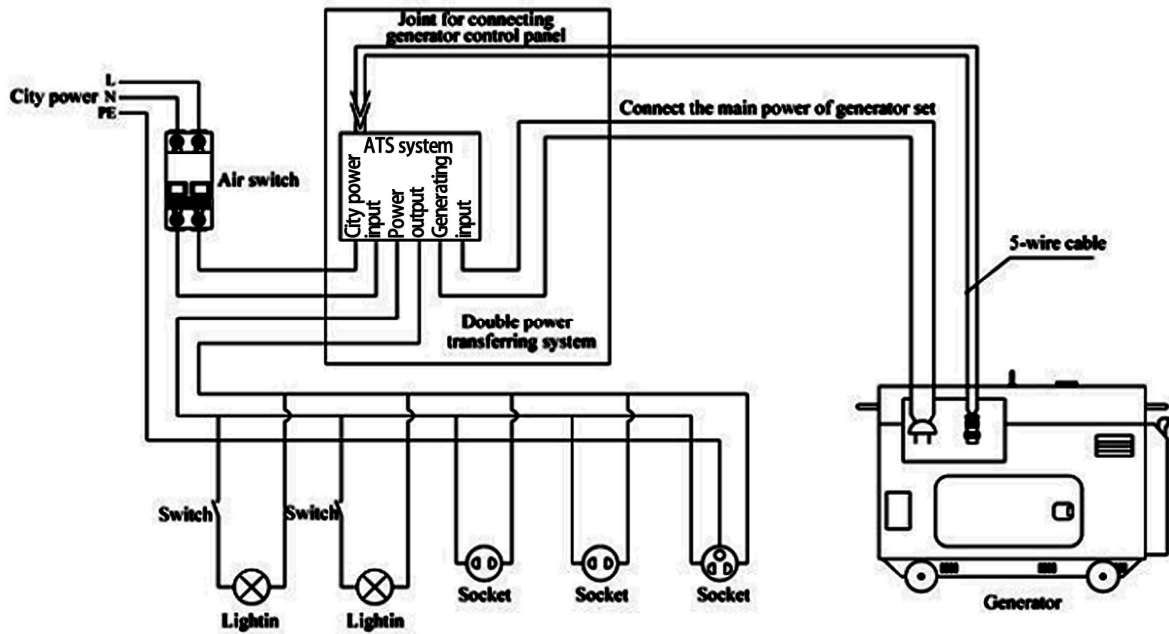 Joint for connecting
generator control panel
L
City power N
PE
Connect the main power of generator set
ATS system
City power
input
Power
output
Generating
input
Air switch
5-wire cable
Double power
transferring system
Switch
Switch
Lightin
Lightin
Socket
Socket
Socket
Generator